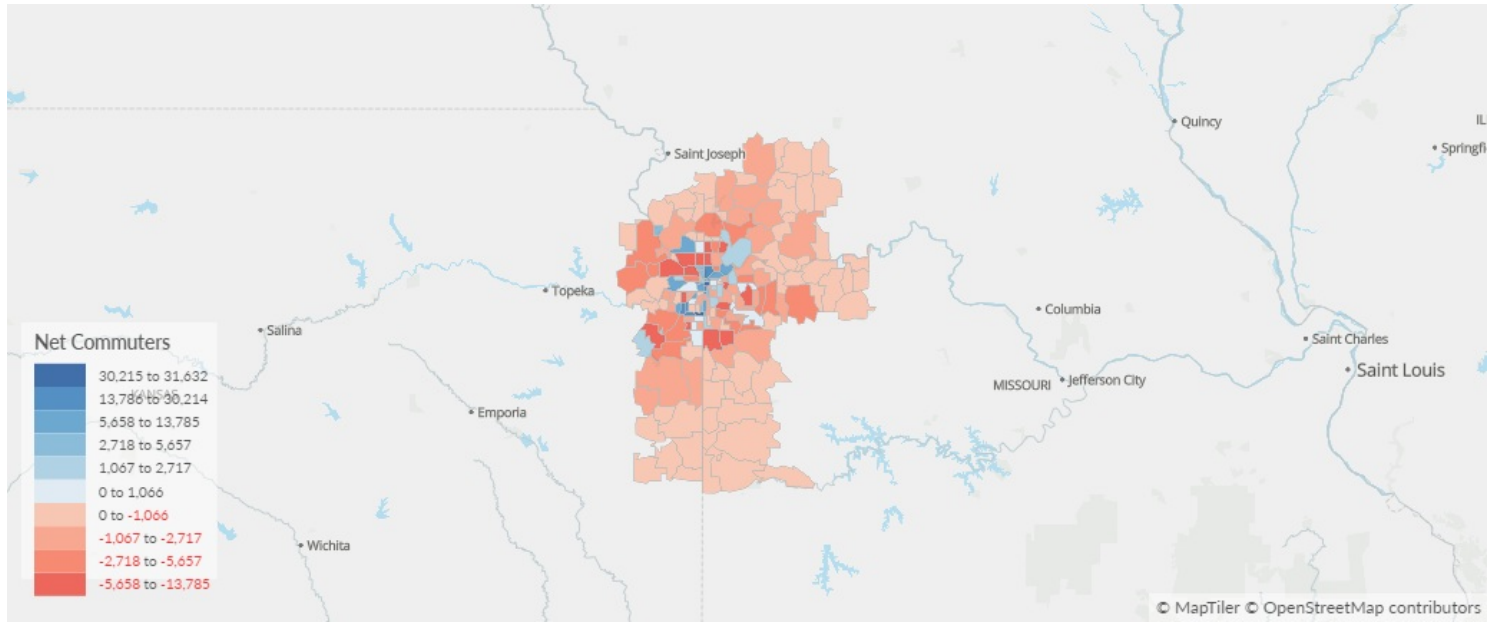 Quincy
IL
Springfi
Saint Joseph
Topeka
Columbia
Salina
Saint Charles
Saint Louis
MISSOURI
Jefferson City
Emporia
Wichita
Net Commuters
30,215 to 31,632
KANSAS
13,786 to 30,214
5,658 to 13,785
2,718 to 5,657
1,067 to 2,717
0 to 1,066
0 to -1,066
-1,067 to -2,717
-2,718 to -5,657
-5,658 to -13,785
© MapTiler © OpenStreetMap contributors